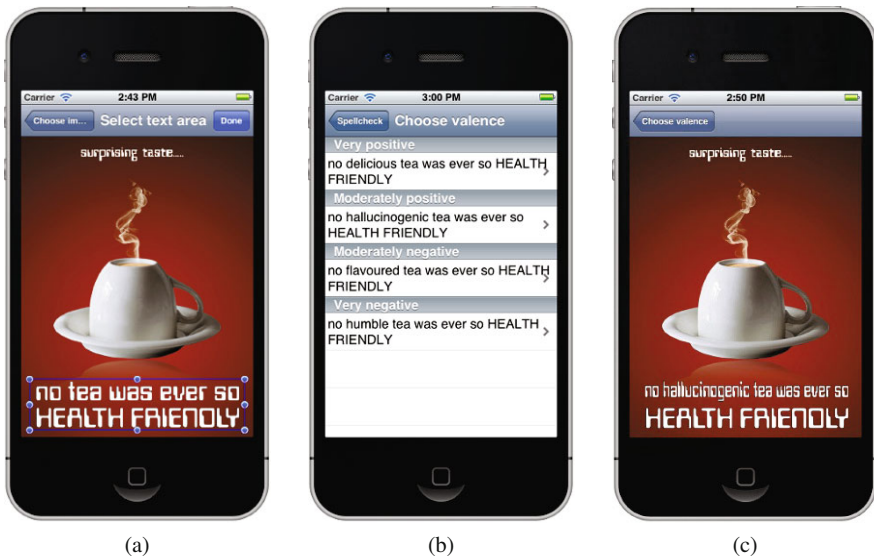 Carrier 2:43 PM
Choose im... Select text area Done
surprising taste....
no tea was ever so
HEALTH FRIENDLY
(a)
Carrier 3:00 PM
Spellcheck Choose valence
Very positive
no delicious tea was ever so HEALTH
FRIENDLY
Moderately positive
no hallucinogenic tea was ever so
HEALTH FRIENDLY
Moderately negative
no flavoured tea was ever so HEALTH
FRIENDLY
Very negative
no humble tea was ever so HEALTH
FRIENDLY
(b)
Carrier 2:50 PM
Choose valence
surprising taste....
no hallucinogenic tea was ever so
HEALTH FRIENDLY
(c)